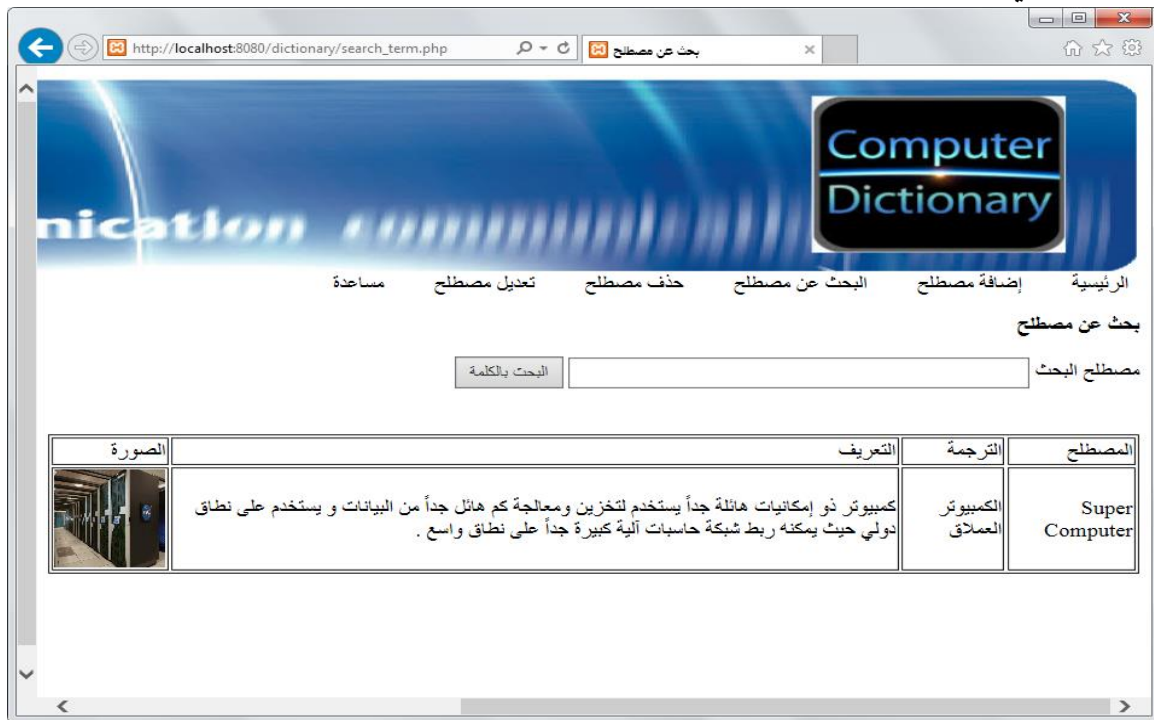 http://localhost:8080/dictionary/search_term.php
بحث عن مصطلح
Computer
Dictionary
nication
الرئيسية إضافة مصطلح البحث عن مصطلح حذف مصطلح تعديل مصطلح مساعدة
بحث عن مصطلح
مصطلح البحث البحث بالكلمة
المصطلح الترجمة التعريف الصورة
Super Computer
الكمبيوتر العملاق
كمبيوتر ذو إمكانيات هائلة جداً يستخدم لتخزين ومعالجة كم هائل جداً من البيانات و يستخدم على نطاق
دولي حيث يمكنه ربط شبكة حاسبات آلية كبيرة جداً على نطاق واسع .